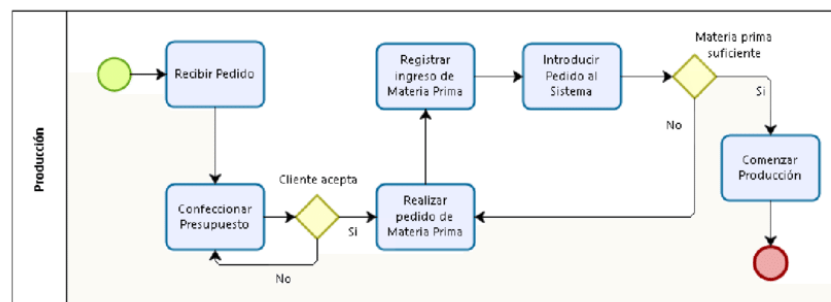 Producción
Recibir Pedido
Confeccionar
Presupuesto
Cliente acepta
Si
No
Realizar
pedido de
Materia Prima
Registrar
ingreso de
Materia Prima
Introducir
Pedido al
Sistema
Materia prima
suficiente
Si
No
Comenzar
Producción